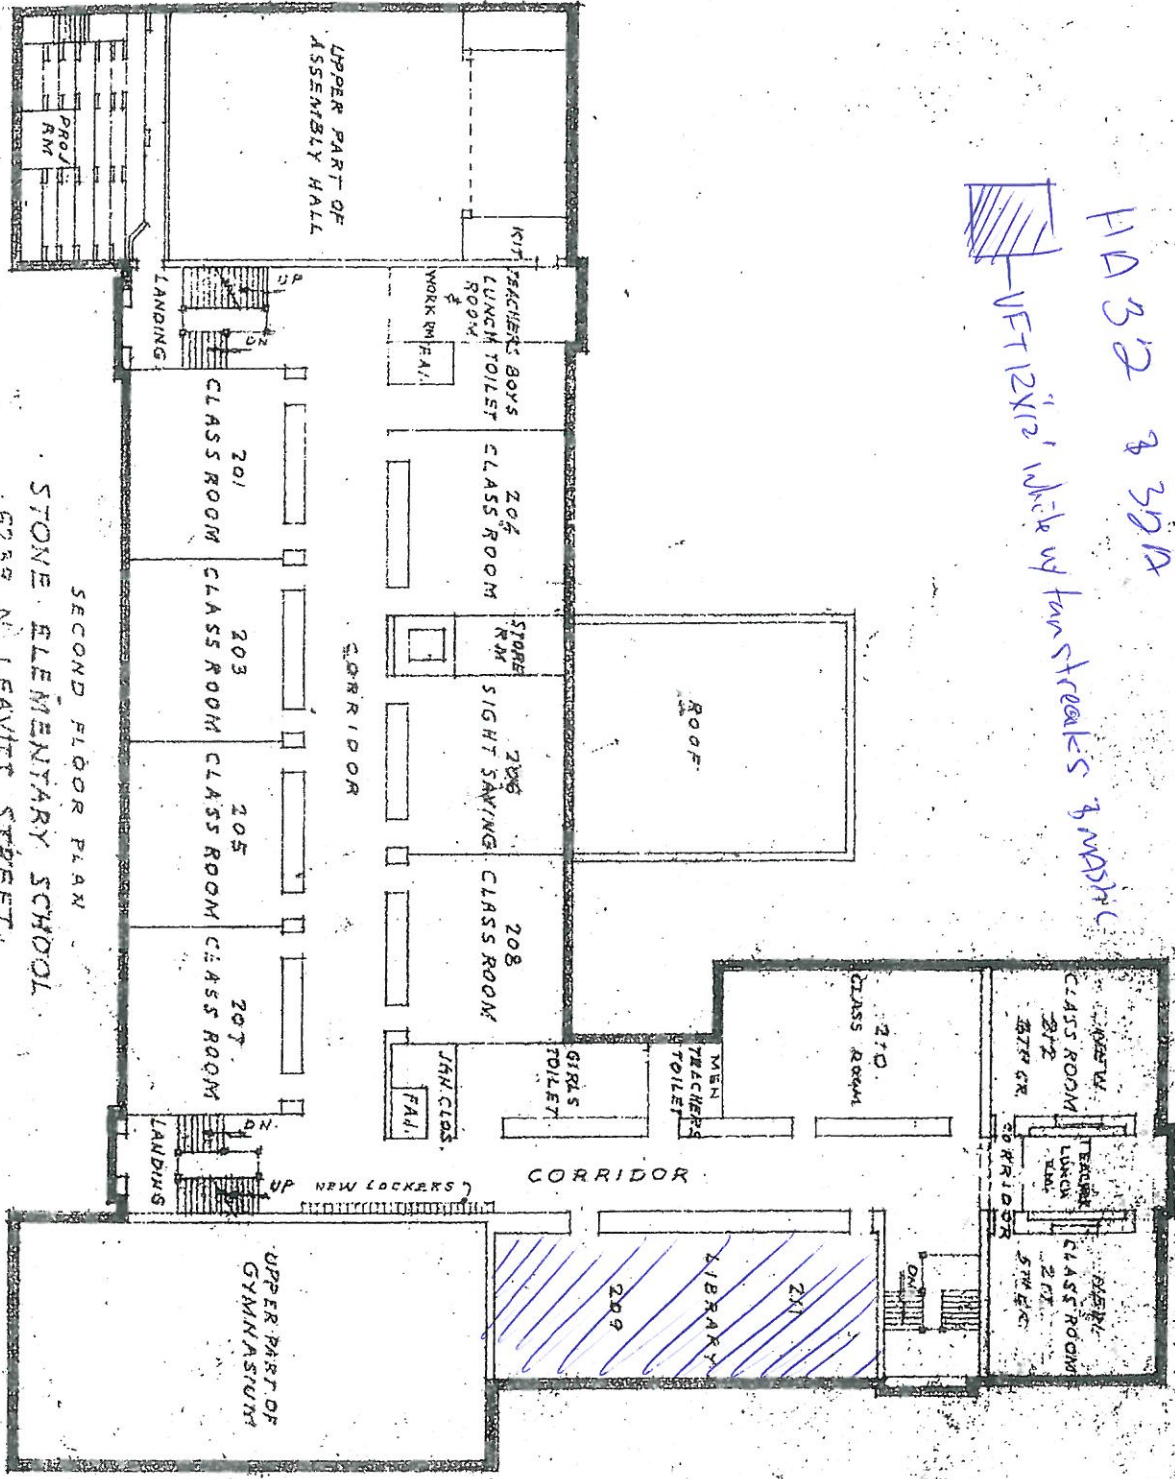 HA 32 & 32A
VFT 12"x12" white w/ tan streaks & mastic
UPPER PART OF
ASSEMBLY HALL
PROJ.
RM
KIT.
TEACHERS
LUNCH
ROOM
&
WORK RM
BOYS
TOILET
F.A.I.
LANDING
UP
DN
201
CLASS ROOM
203
CLASS ROOM
205
CLASS ROOM
207
CLASS ROOM
204
CLASS ROOM
STORE
RM
206
SIGHT SAVING
208
CLASS ROOM
CORRIDOR
ROOF
JAN. CLOS.
F.A.I.
GIRLS
TOILET
MEN
TEACHERS
TOILET
210
CLASS ROOM
NEW
CLASS ROOM
212
TEACHER
LUNCH
CORRIDOR
CLASS ROOM
DN
CORRIDOR
NEW LOCKERS
LANDING
DN.
UP
211
LIBRARY
209
UPPER PART OF
GYMNASIUM
SECOND FLOOR PLAN
STONE ELEMENTARY SCHOOL
N. LEAVITT STREET.